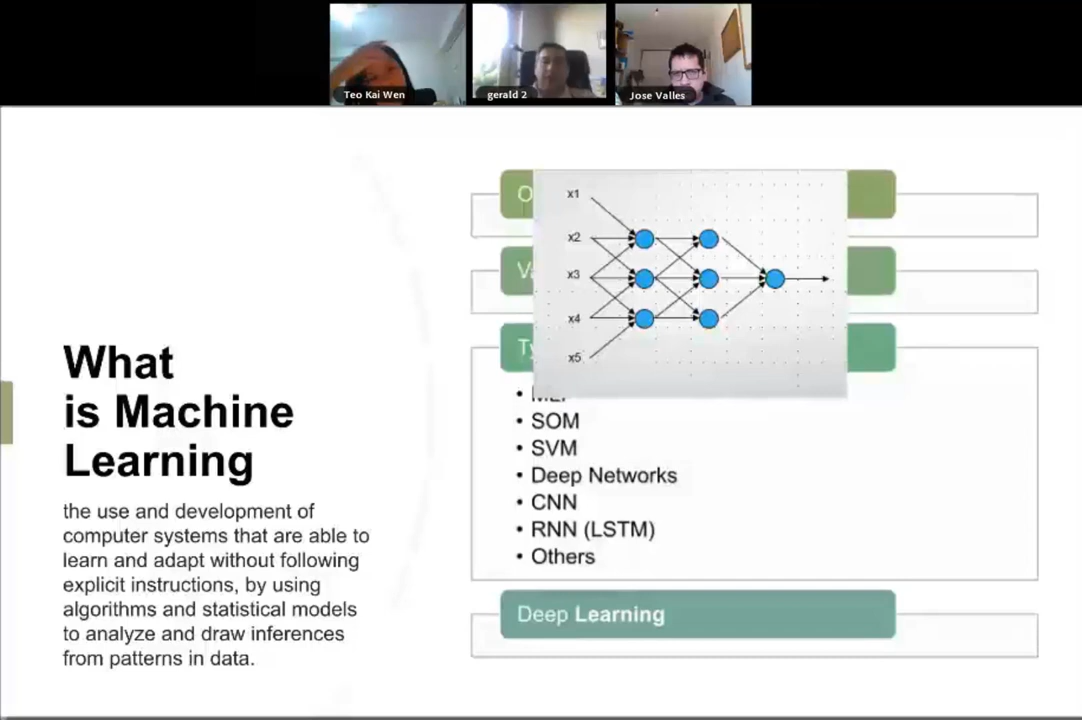 Teo Kai Wen
gerald 2
Jose Valles
What
is Machine
Learning
the use and development of
computer systems that are able to
learn and adapt without following
explicit instructions, by using
algorithms and statistical models
to analyze and draw inferences
from patterns in data.
x1
x2
x3
x4
x5
• SOM
• SVM
• Deep Networks
• CNN
• RNN (LSTM)
• Others
Deep Learning